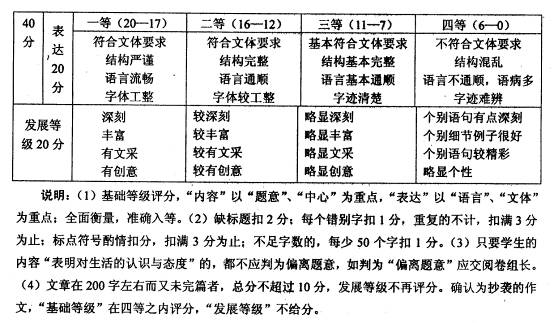 40分 表达20分 一等（20—17） 二等（16—12） 三等（11—7） 四等（6—0）
符合文体要求 符合文体要求 基本符合文体要求 不符合文体要求
结构严谨 结构完整 结构基本完整 结构混乱
语言流畅 语言通顺 语言基本通顺 语言不通顺，语病多
字体工整 字体较工整 字迹清楚 字迹难辨
发展等级20分 深刻 较深刻 略显深刻 个别语句有点深刻
丰富 较丰富 略显丰富 个别细节例子很好
有文采 较有文采 略显文采 个别语句较精彩
有创意 较有创意 略显创意 略显个性
说明：（1）基础等级评分，“内容”以“题意”、“中心”为重点，“表达”以“语言”、“文体”
为重点；全面衡量，准确入等。（2）缺标题扣2分；每个错别字扣1分，重复的不计，扣满3分
为止；标点符号酌情扣分，扣满3分为止；不足字数的，每少50个字扣1分。（3）只要学生的
内容“表明对生活的认识与态度”的，都不应判为偏离题意，如判为“偏离题意”应交阅卷组长。
（4）文章在200字左右而又未完篇者，总分不超过10分，发展等级不再评分。确认为抄袭的作
文，“基础等级”在四等之内评分，“发展等级”不给分。